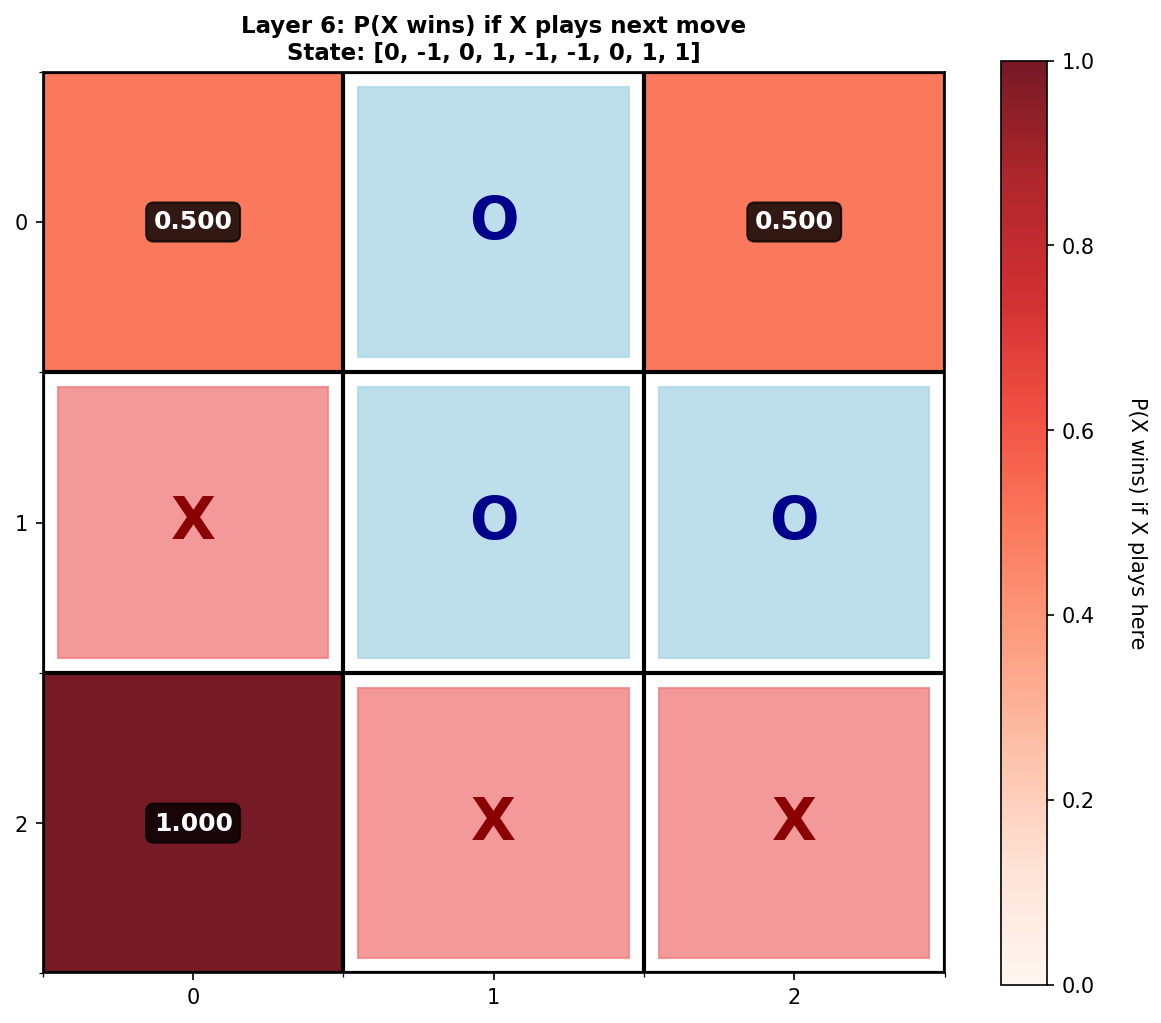 Layer 6: P(X wins) if X plays next move
State: [0, -1, 0, 1, -1, -1, 0, 1, 1]
0.500
O
0.500
X
O
O
1.000
X
X
0
1
2
0
1
2
1.0
0.8
0.6
0.4
0.2
0.0
P(X wins) if X plays here